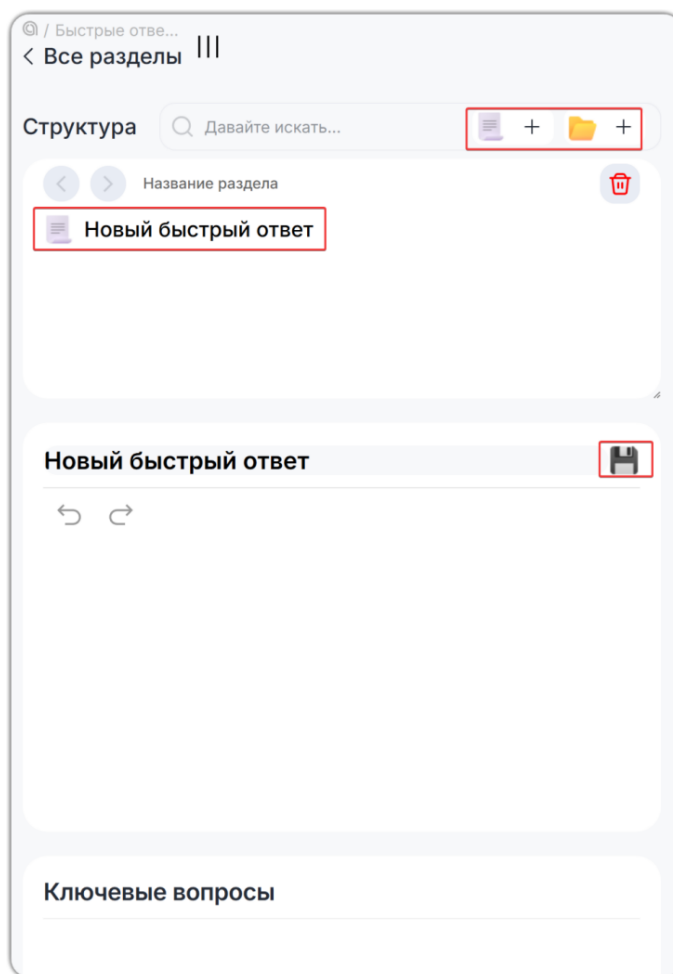 / Быстрые отве...
< Все разделы
Структура
Давайте искать...
+ +
Название раздела
Новый быстрый ответ
Новый быстрый ответ
Ключевые вопросы